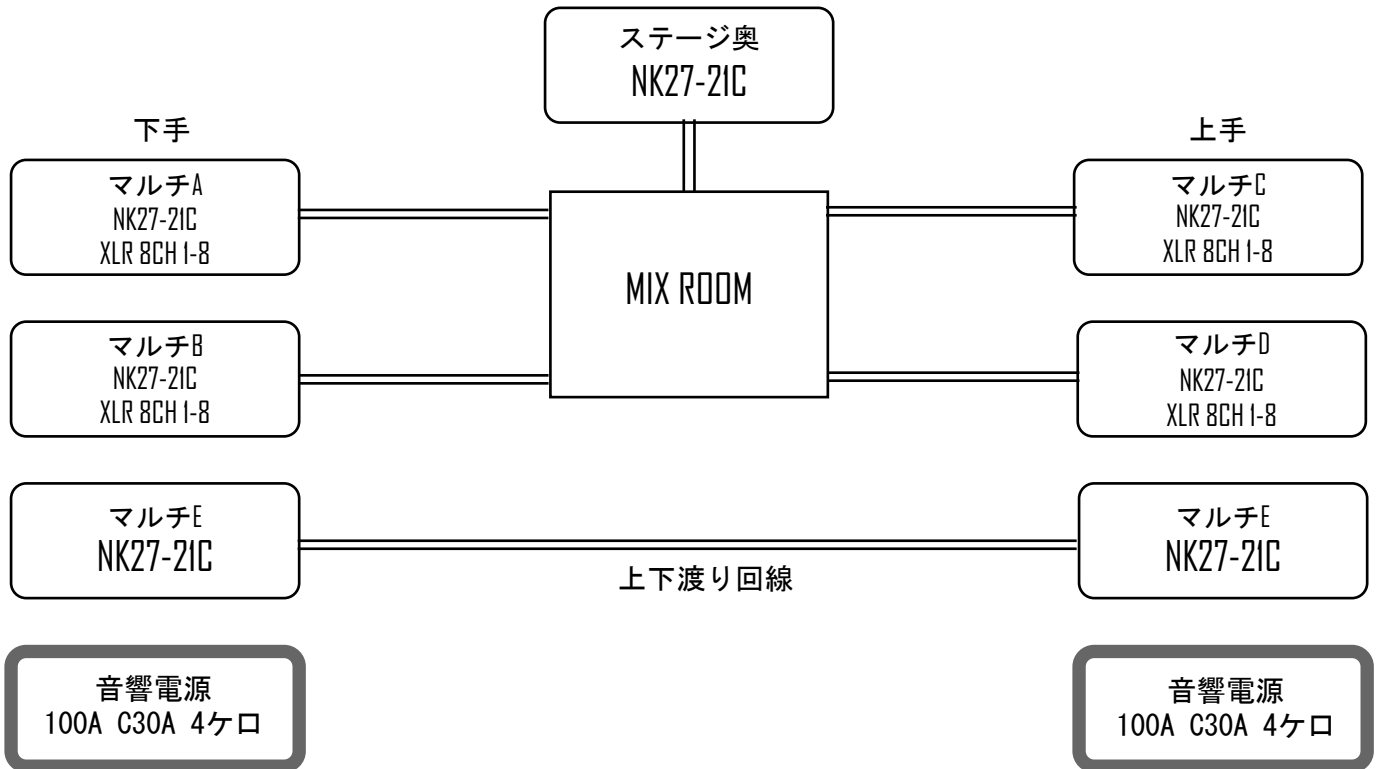 ステージ奥
NK27-21C
下手
上手
マルチA
NK27-21C
XLR 8CH 1-8
マルチC
NK27-21C
XLR 8CH 1-8
MIX ROOM
マルチB
NK27-21C
XLR 8CH 1-8
マルチD
NK27-21C
XLR 8CH 1-8
マルチE
NK27-21C
マルチE
NK27-21C
上下渡り回線
音響電源
100A C30A 4ケロ
音響電源
100A C30A 4ケロ